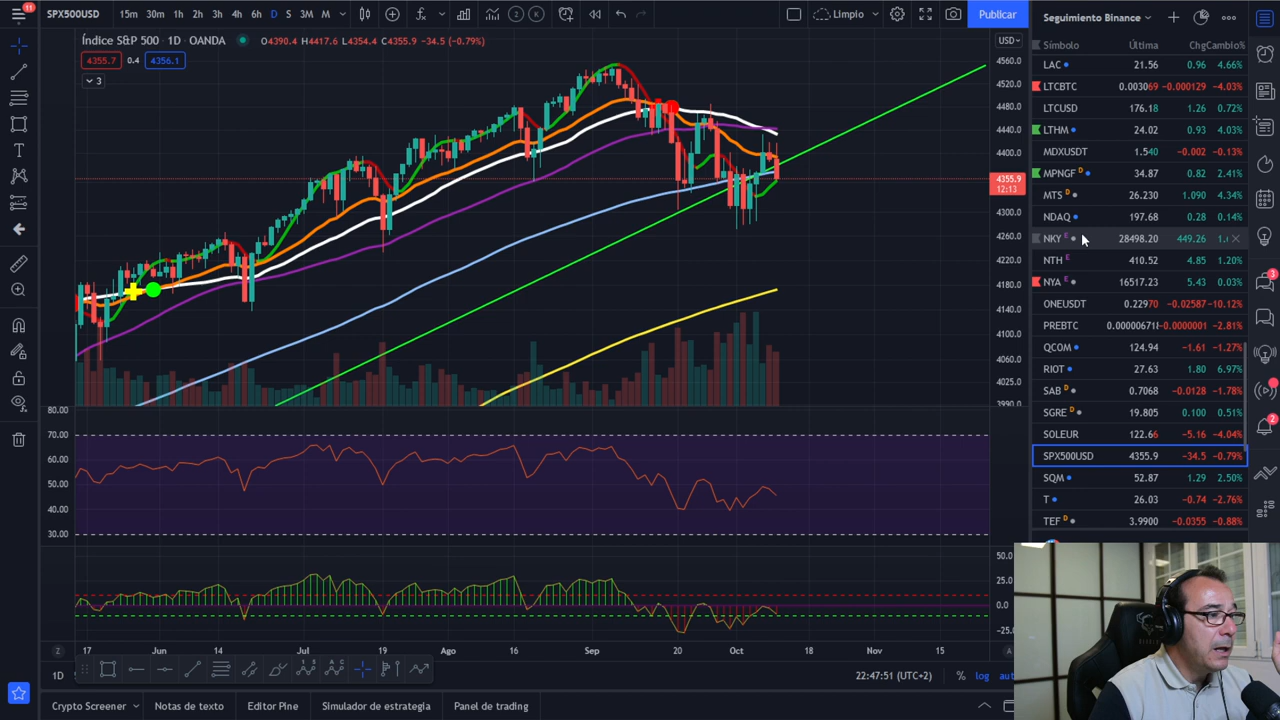 11
SPX500USD 15m 30m 1h 2h 3h 4h 6h D S 3M M 2 K Limpio Publicar
Índice S&P 500 · 1D · OANDA O4390.4 H4417.6 L4354.4 C4355.9 −34.5 (−0.79%)
4355.7 0.4 4356.1
3
USD
4560.0
4520.0
4480.0
4440.0
4400.0
4355.9
12:13
4300.0
4260.0
4220.0
4180.0
4140.0
4100.0
4060.0
4025.0
3990.0
80.00
70.00
60.00
50.00
40.00
30.00
50.0
25.0
0.0
−25.
Z 17 Jun 14 Jul 19 Ago 16 Sep 20 Oct 18 Nov 15
1D 22:47:51 (UTC+2) % log aut
Crypto Screener Notas de texto Editor Pine Simulador de estrategia Panel de trading
Seguimiento Binance
Símbolo Última Chg Cambio%
LAC 21.56 0.96 4.66%
LTCBTC 0.003069 −0.000129 −4.03%
LTCUSD 176.18 1.26 0.72%
LTHM 24.02 0.93 4.03%
MDXUSDT 1.540 −0.002 −0.13%
MPNGF D 34.87 0.82 2.41%
MTS D 26.230 1.090 4.34%
NDAQ 197.68 0.28 0.14%
NKY E 28498.20 449.26
NTH E 410.52 4.85 1.20%
NYA E 16517.23 5.43 0.03%
ONEUSDT 0.22970 −0.02587 −10.12%
PREBTC −0.0000001 −2.81%
QCOM 124.94 −1.61 −1.27%
RIOT 27.63 1.80 6.97%
SAB D 0.7068 −0.0128 −1.78%
SGRE D 19.805 0.100 0.51%
SOLEUR 122.66 −5.16 −4.04%
SPX500USD 4355.9 −34.5 −0.79%
SQM 52.87 1.29 2.50%
T 26.03 −0.74 −2.76%
TEF D 3.9900 −0.0355 −0.88%
3
2